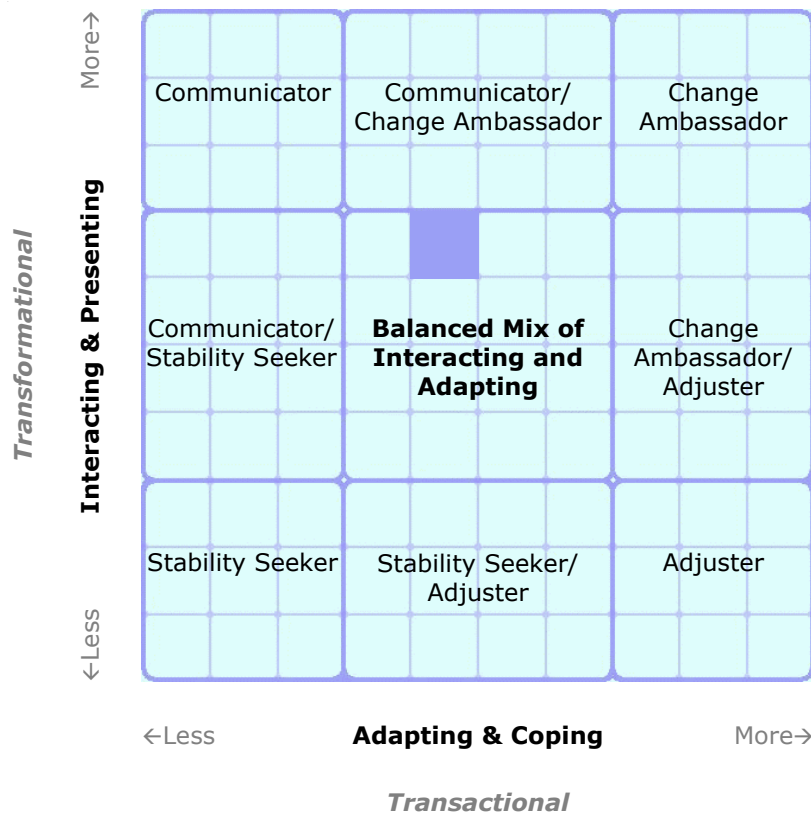 More→
Communicator
Communicator/
Change Ambassador
Change
Ambassador
Transformational
Interacting & Presenting
Communicator/
Stability Seeker
Balanced Mix of
Interacting and
Adapting
Change
Ambassador/
Adjuster
Stability Seeker
Stability Seeker/
Adjuster
Adjuster
←Less
←Less
Adapting & Coping
More→
Transactional